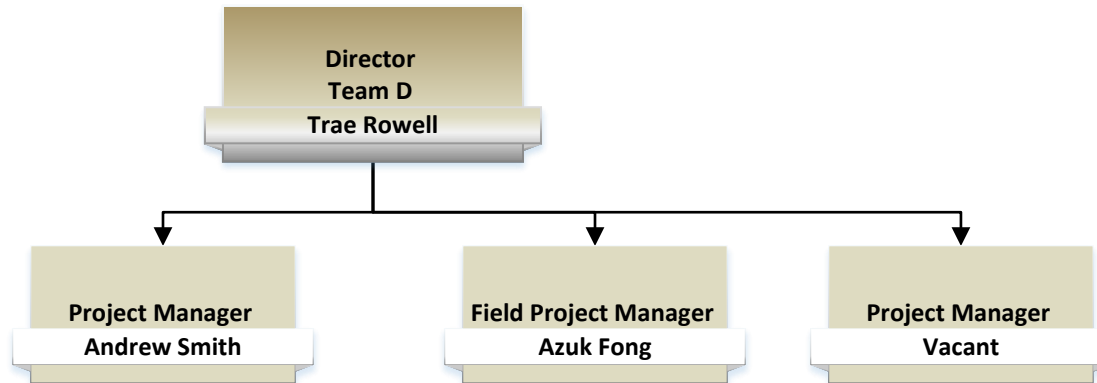 Director
Team D
Trae Rowell
Project Manager
Andrew Smith
Field Project Manager
Azuk Fong
Project Manager
Vacant